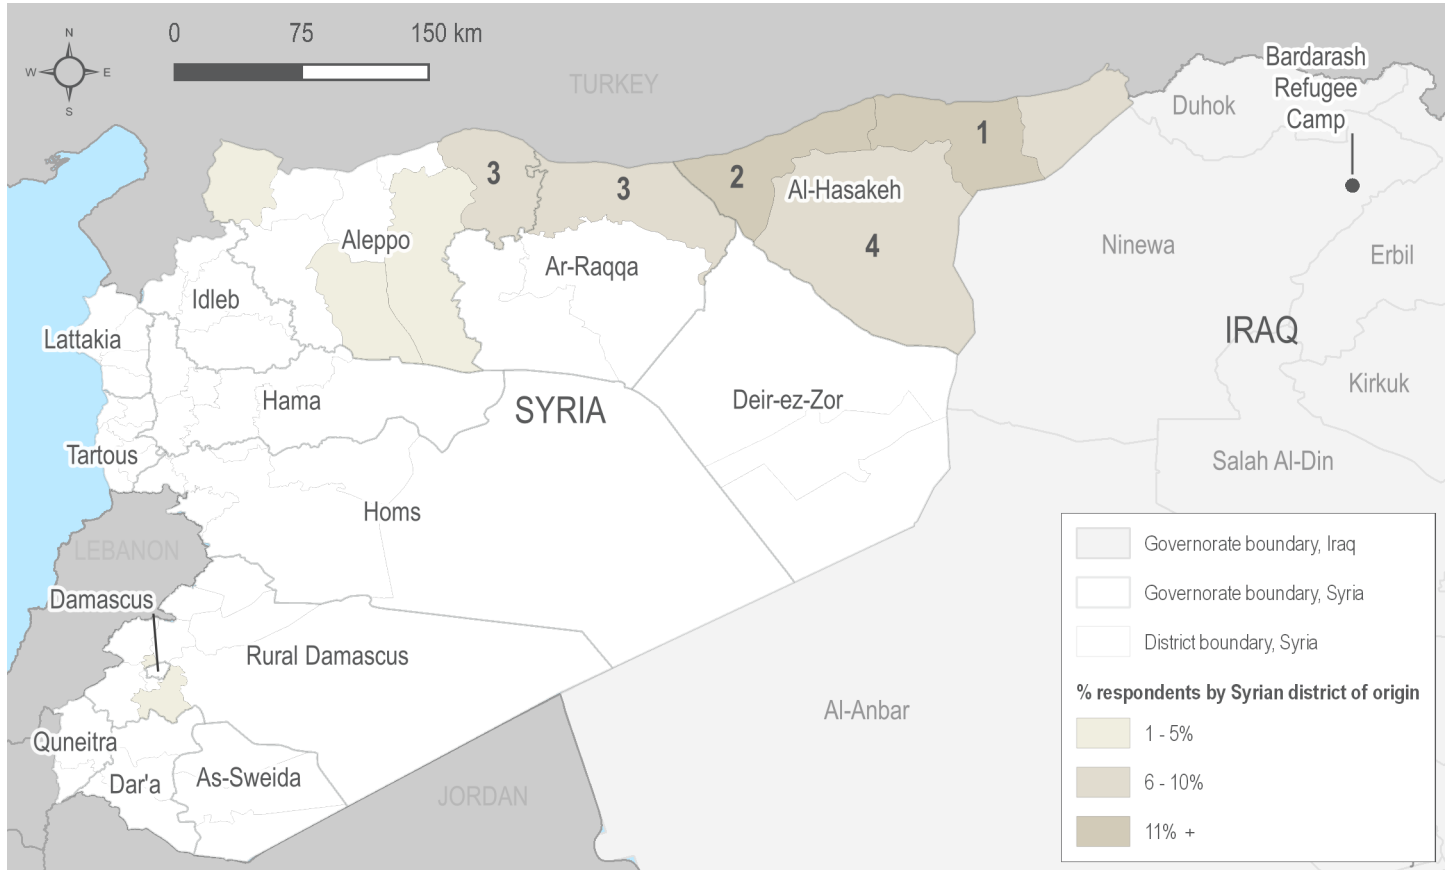 0 75 150 km
N
W E
S
TURKEY
Bardarash
Refugee
Camp
Duhok
1
3
3
2
Al-Hasakeh
4
Aleppo
Ninewa
Erbil
Ar-Raqqa
Idleb
Lattakia
IRAQ
Kirkuk
Hama
SYRIA
Deir-ez-Zor
Tartous
Salah Al-Din
Homs
LEBANON
Damascus
Rural Damascus
Al-Anbar
Quneitra
Dar'a
As-Sweida
JORDAN
Governorate boundary, Iraq
Governorate boundary, Syria
District boundary, Syria
% respondents by Syrian district of origin
1 - 5%
6 - 10%
11% +